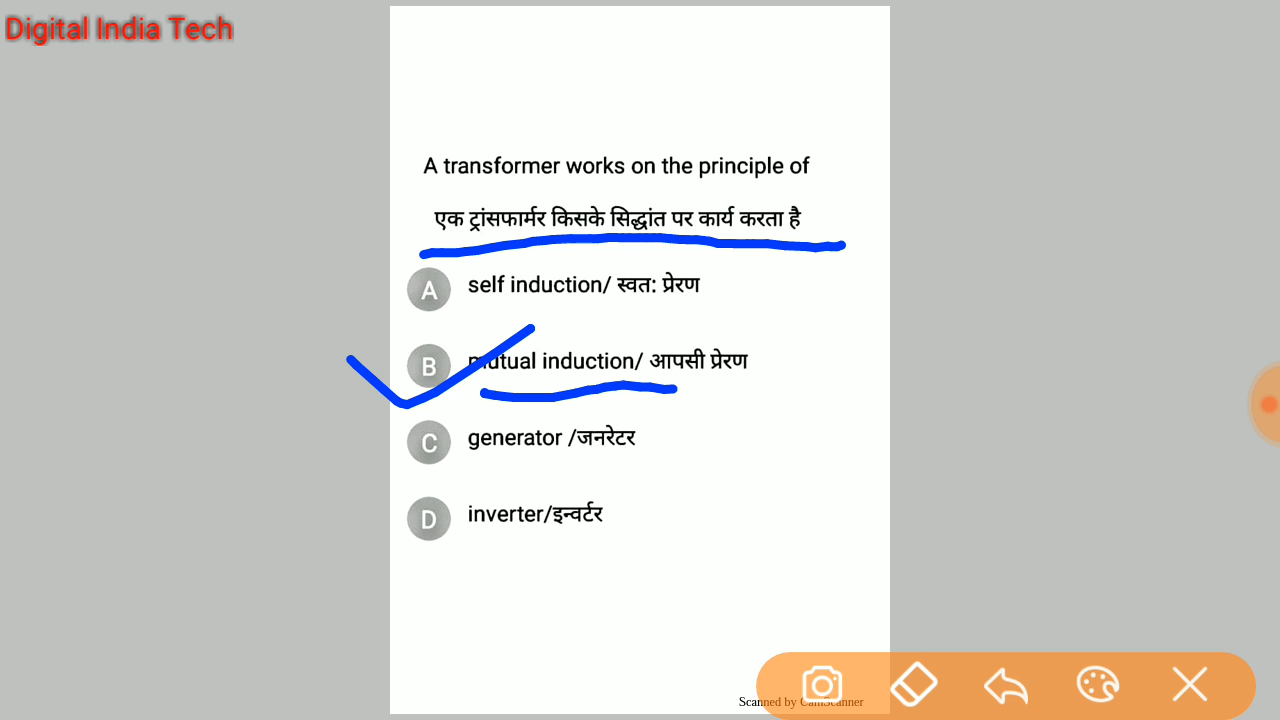 Digital India Tech
A transformer works on the principle of
एक ट्रांसफार्मर किसके सिद्धांत पर कार्य करता है
A self induction/ स्वत: प्रेरण
B mutual induction/ आपसी प्रेरण
C generator /जनरेटर
D inverter/इन्वर्टर
Scanned by CamScanner